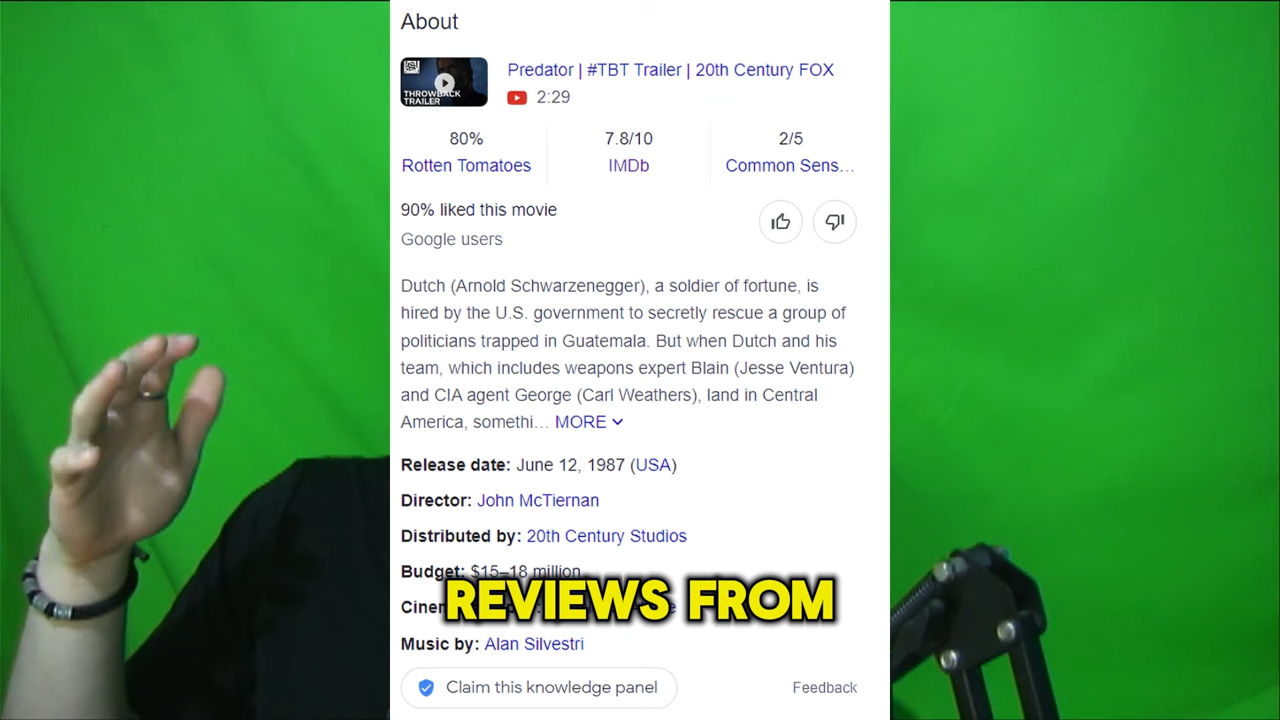 About
THROWBACK
TRAILER
Predator | #TBT Trailer | 20th Century FOX
2:29
80%
Rotten Tomatoes
7.8/10
IMDb
2/5
Common Sens…
90% liked this movie
Google users
Dutch (Arnold Schwarzenegger), a soldier of fortune, is
hired by the U.S. government to secretly rescue a group of
politicians trapped in Guatemala. But when Dutch and his
team, which includes weapons expert Blain (Jesse Ventura)
and CIA agent George (Carl Weathers), land in Central
America, somethi… MORE
Release date: June 12, 1987 (USA)
Director: John McTiernan
Distributed by: 20th Century Studios
Budget: $15–18 million
REVIEWS FROM
Music by: Alan Silvestri
Claim this knowledge panel
Feedback